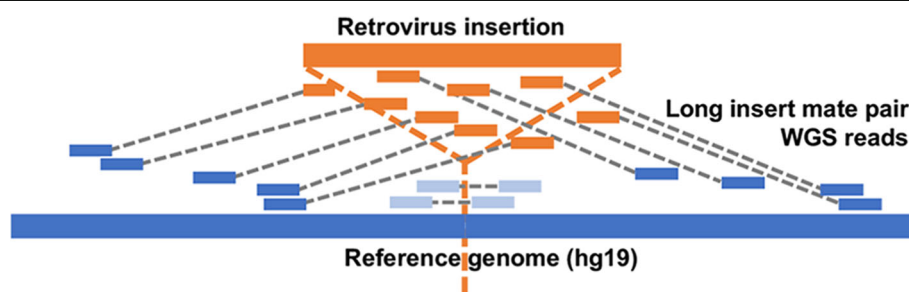 Retrovirus insertion
Long insert mate pair
WGS reads
Reference genome (hg19)